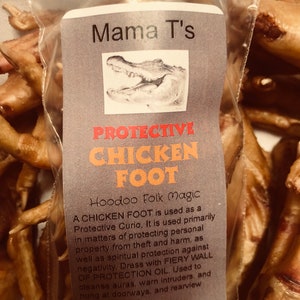 Mama T's
PROTECTIVE
CHICKEN
FOOT
Hoodoo Folk Magic
A CHICKEN FOOT is used as a
Protective Curio. It is used primarily
in matters of protecting personal
property from theft and harm, as
well as spiritual protection against
negativity. Dress with FIERY WALL
OF PROTECTION OIL. Used to
cleanse auras, warn intruders, and
hung at doorways, and rearview